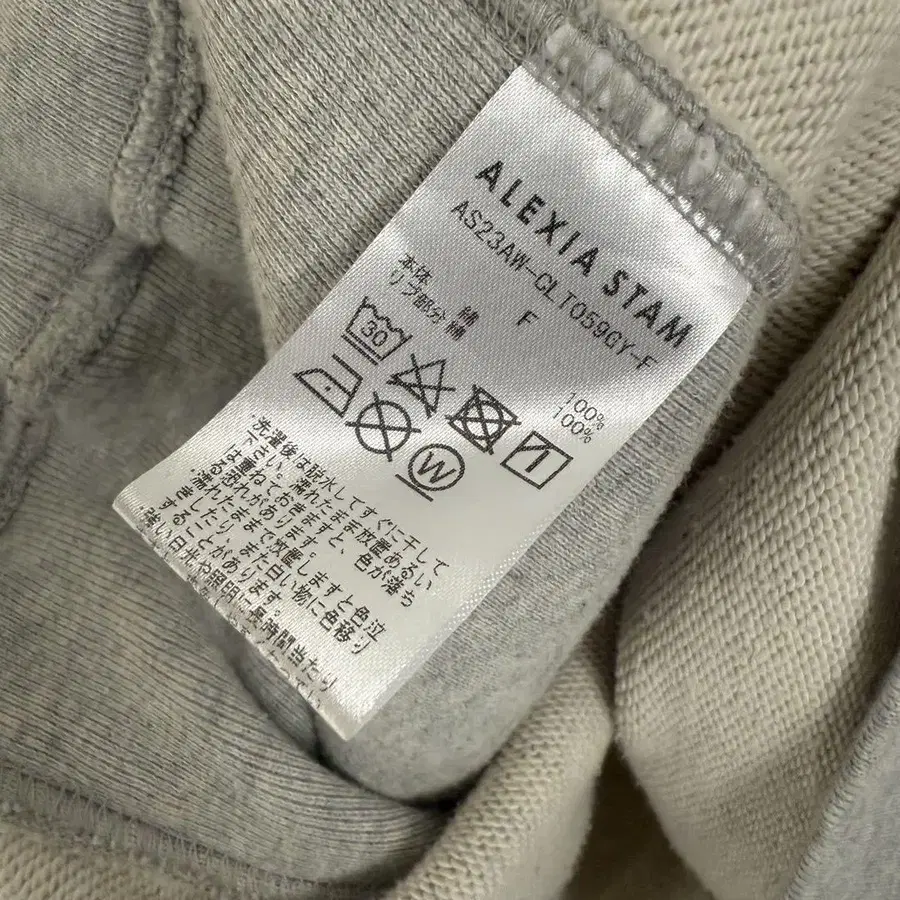 ALEXIA STAM
AS23AW-CLT059GY-F
F
本体 綿 100%
リブ部分 綿 100%
30
W
洗濯後は脱水してすぐに干して
下さい。濡れたまま放置あるい
は重ねておきますと、色が落ち
る恐れがあります。
濡れたままで放置しますと色泣
きたり、また白い物に色移り
することがあります。
強い日光や照明に長時間当たり